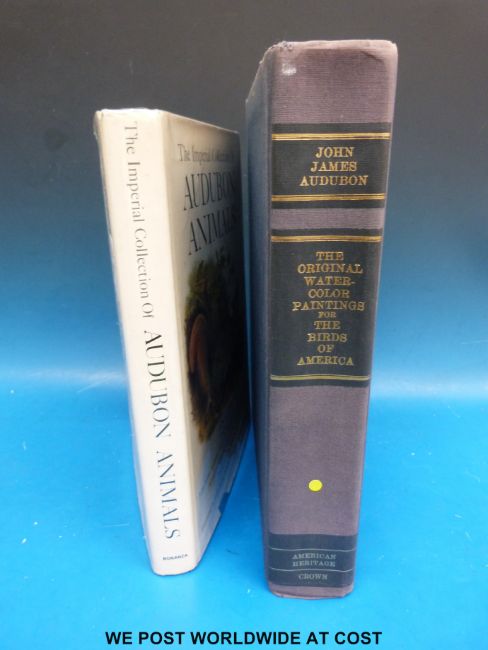 The Imperial Collection Of AUDUBON ANIMALS
BONANZA
The Imperial Collection Of
AUDUBON
ANIMALS
JOHN
JAMES
AUDUBON
THE
ORIGINAL
WATER-
COLOR
PAINTINGS
FOR
THE
BIRDS
OF
AMERICA
AMERICAN
HERITAGE
CROWN
WE POST WORLDWIDE AT COST